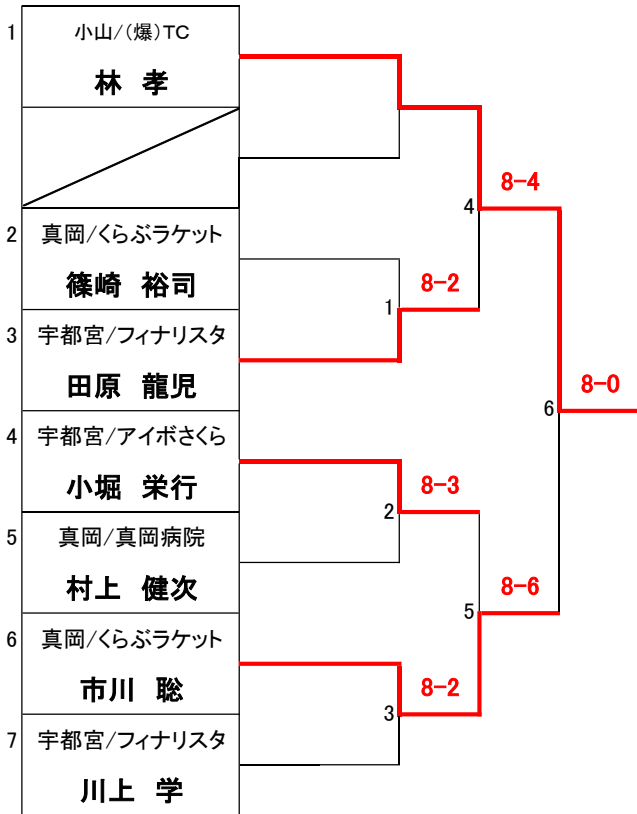 1
小山/(爆)TC
林 孝
2
真岡/くらぶラケット
篠崎 裕司
3
宇都宮/フィナリスタ
田原 龍児
4
宇都宮/アイボさくら
小堀 栄行
5
真岡/真岡病院
村上 健次
6
真岡/くらぶラケット
市川 聡
7
宇都宮/フィナリスタ
川上 学
1
8-2
2
8-3
3
8-2
4
8-4
5
8-6
6
8-0